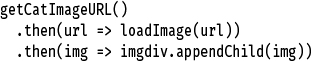 getCatImageURL()
  .then(url => loadImage(url))
  .then(img => imgdiv.appendChild(img))